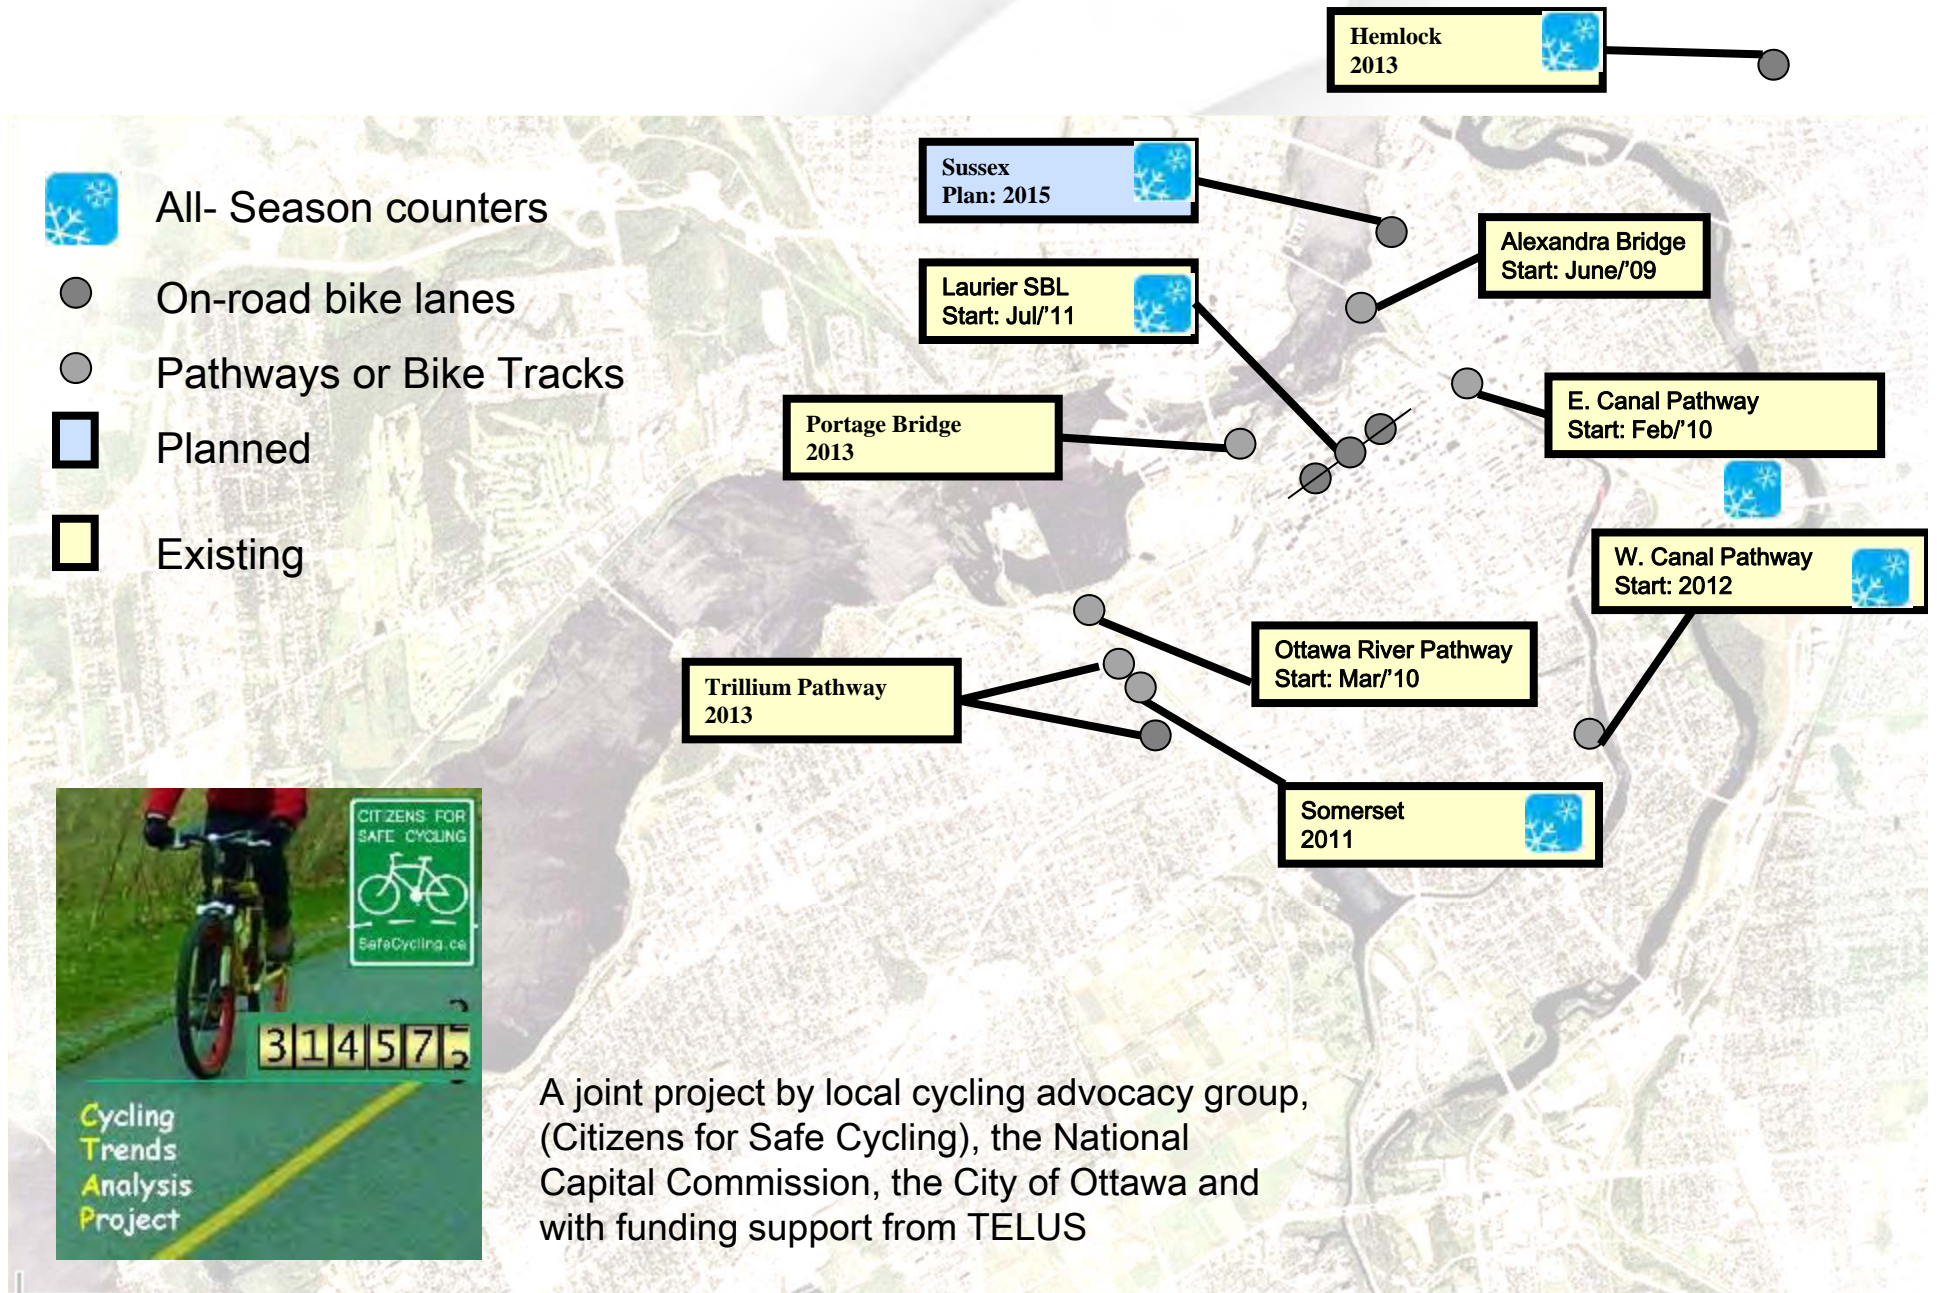 Hemlock
2013
Sussex
Plan: 2015
Alexandra Bridge
Start: June/'09
Laurier SBL
Start: Jul/'11
E. Canal Pathway
Start: Feb/'10
Portage Bridge
2013
W. Canal Pathway
Start: 2012
Ottawa River Pathway
Start: Mar/'10
Trillium Pathway
2013
Somerset
2011
All- Season counters
On-road bike lanes
Pathways or Bike Tracks
Planned
Existing
CITIZENS FOR
SAFE CYCLING
SafeCycling.ca
31457
Cycling
Trends
Analysis
Project
A joint project by local cycling advocacy group,
(Citizens for Safe Cycling), the National
Capital Commission, the City of Ottawa and
with funding support from TELUS